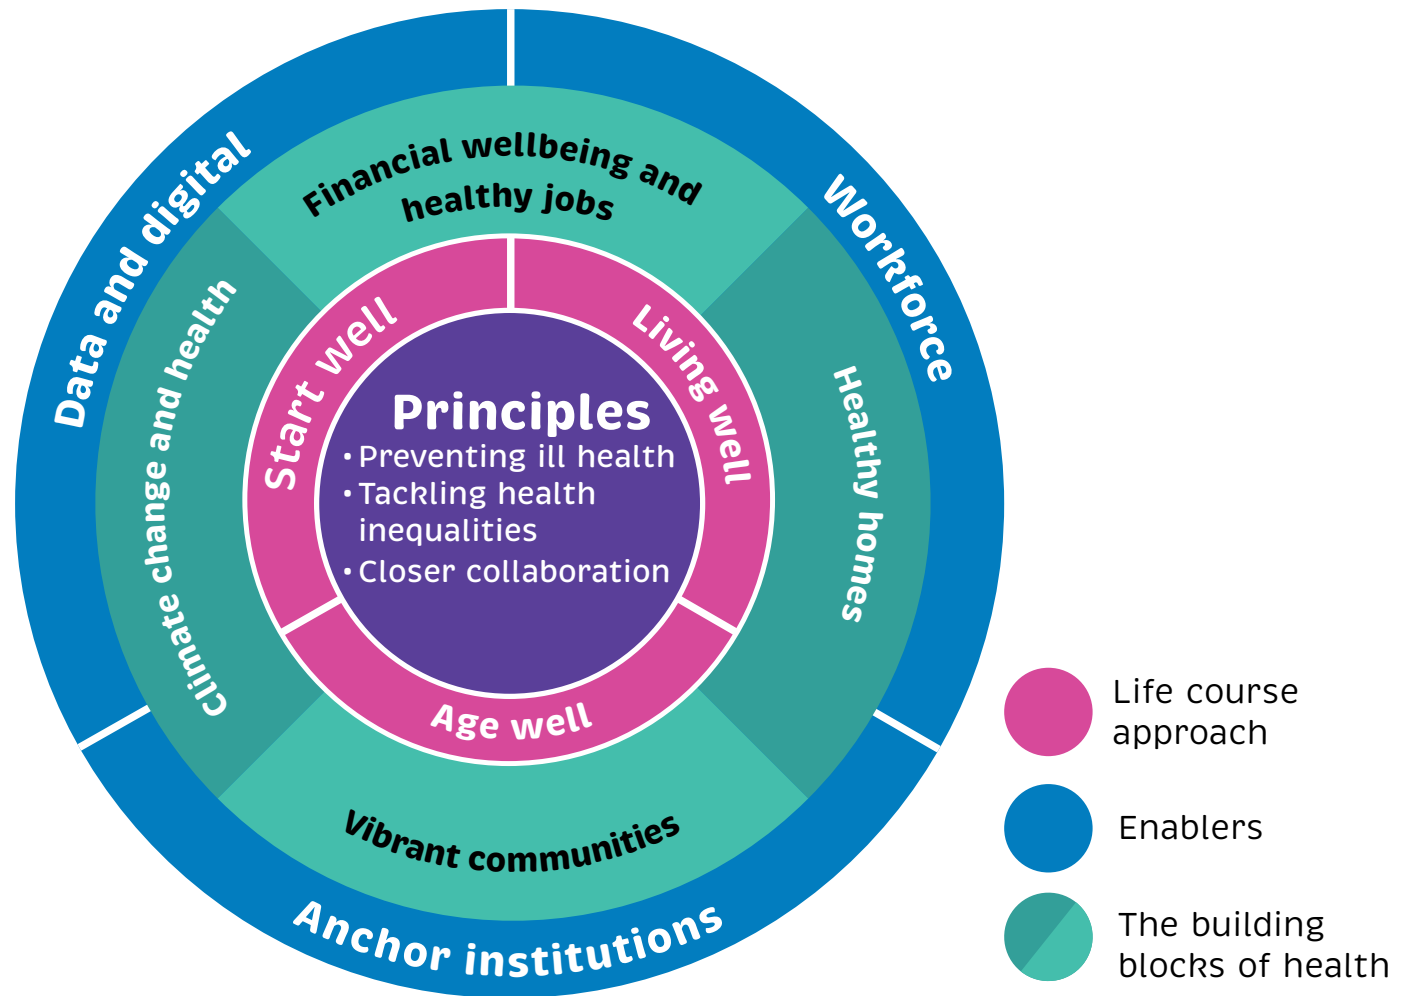 Data and digital
Workforce
Anchor institutions
Financial wellbeing and
healthy jobs
Climate change and health
Healthy homes
Vibrant communities
Start well
Living well
Age well
Principles
• Preventing ill health
• Tackling health
inequalities
• Closer collaboration
Life course
approach
Enablers
The building
blocks of health